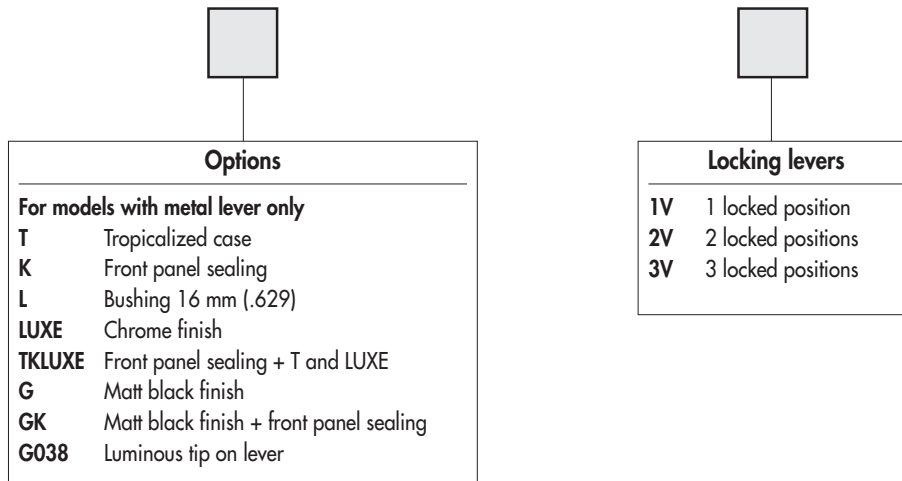 Options
For models with metal lever only
T Tropicalized case
K Front panel sealing
L Bushing 16 mm (.629)
LUXE Chrome finish
TKLUXE Front panel sealing + T and LUXE
G Matt black finish
GK Matt black finish + front panel sealing
G038 Luminous tip on lever
Locking levers
1V 1 locked position
2V 2 locked positions
3V 3 locked positions